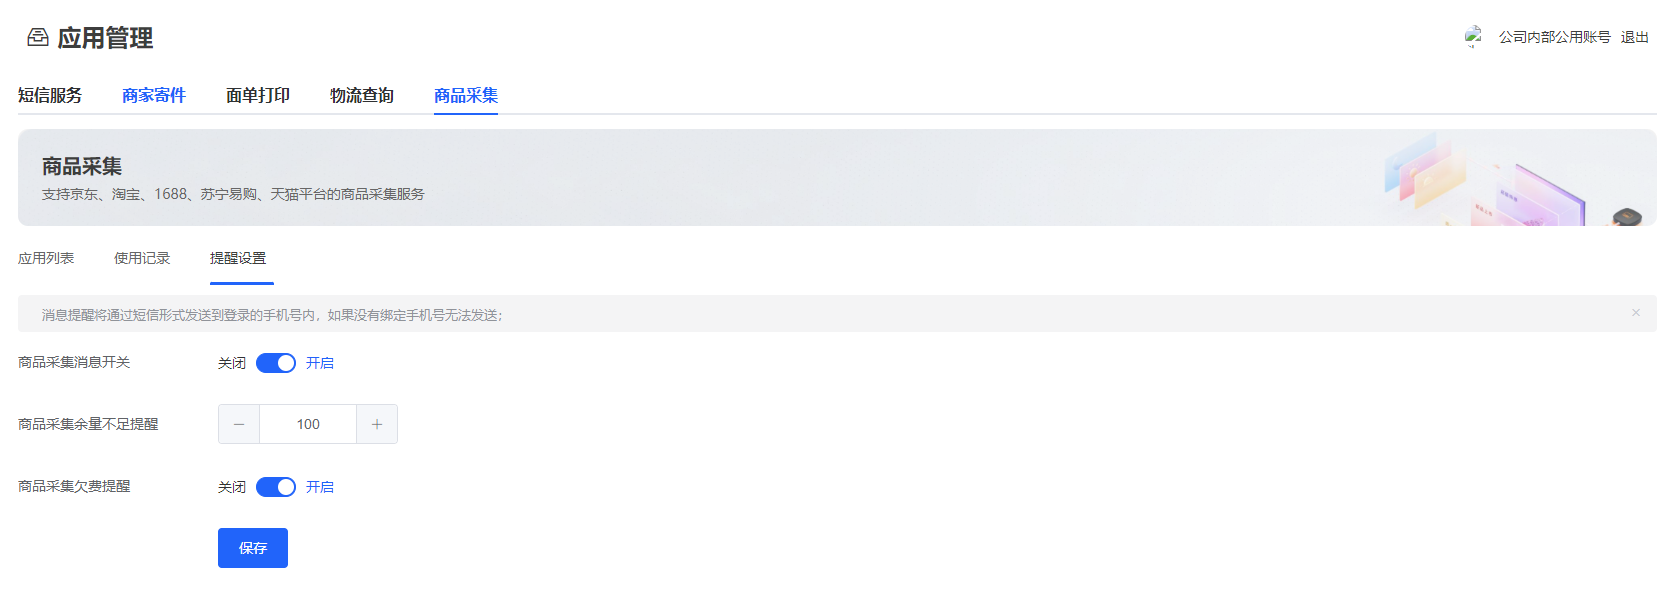 应用管理
公司内部公用账号 退出
短信服务 商家寄件 面单打印 物流查询 商品采集
商品采集
支持京东、淘宝、1688、苏宁易购、天猫平台的商品采集服务
应用列表 使用记录 提醒设置
消息提醒将通过短信形式发送到登录的手机号内，如果没有绑定手机号无法发送；
商品采集消息开关 关闭 开启
商品采集余量不足提醒 − 100 +
商品采集欠费提醒 关闭 开启
保存